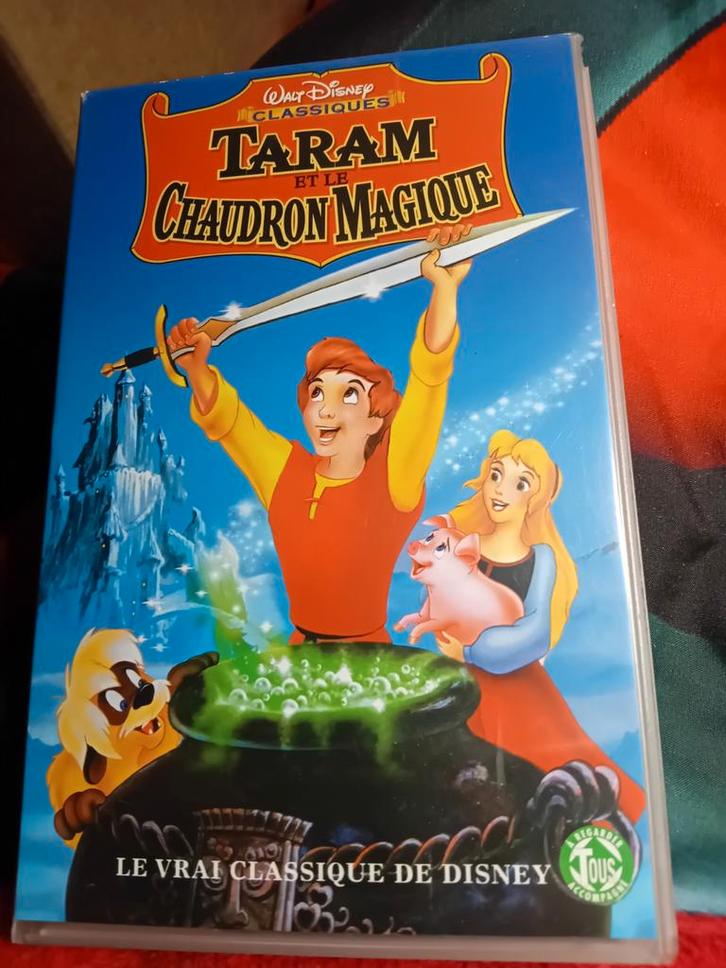 WALT DISNEY
CLASSIQUES
TARAM
ET LE
CHAUDRON MAGIQUE
LE VRAI CLASSIQUE DE DISNEY
À REGARDER
TOUS
ACCOMPAGNÉ